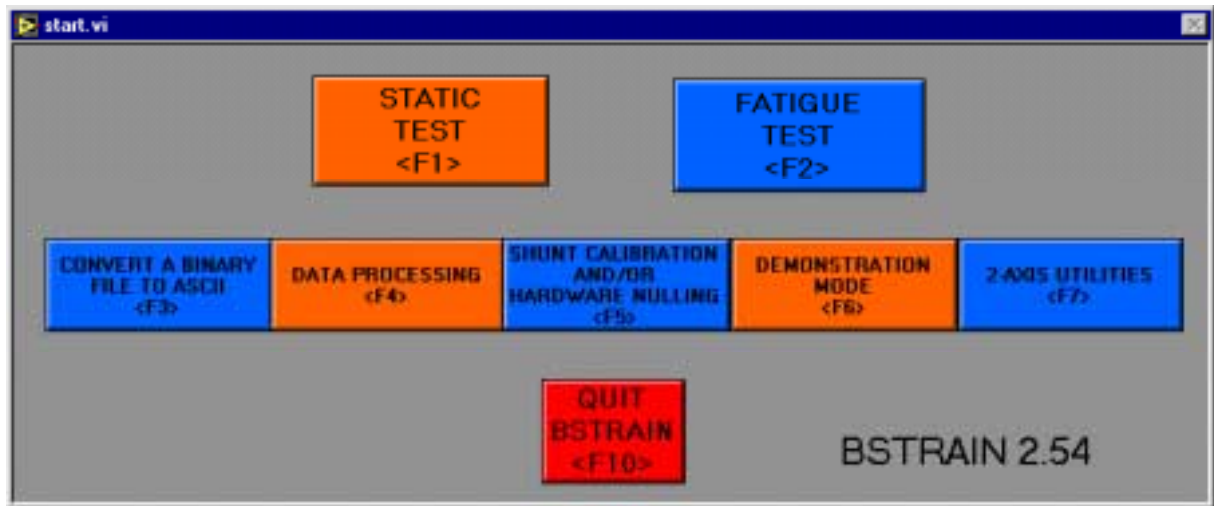 start.vi
STATIC
TEST
<F1>
FATIGUE
TEST
<F2>
CONVERT A BINARY
FILE TO ASCII
<F3>
DATA PROCESSING
<F4>
SHUNT CALIBRATION
AND/OR
HARDWARE NULLING
<F5>
DEMONSTRATION
MODE
<F6>
2-AXIS UTILITIES
<F7>
QUIT
BSTRAIN
<F10>
BSTRAIN 2.54